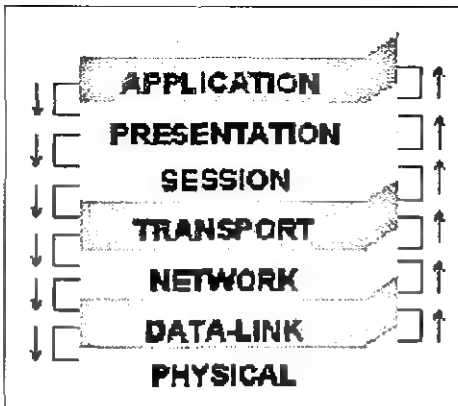 APPLICATION
PRESENTATION
SESSION
TRANSPORT
NETWORK
DATA-LINK
PHYSICAL